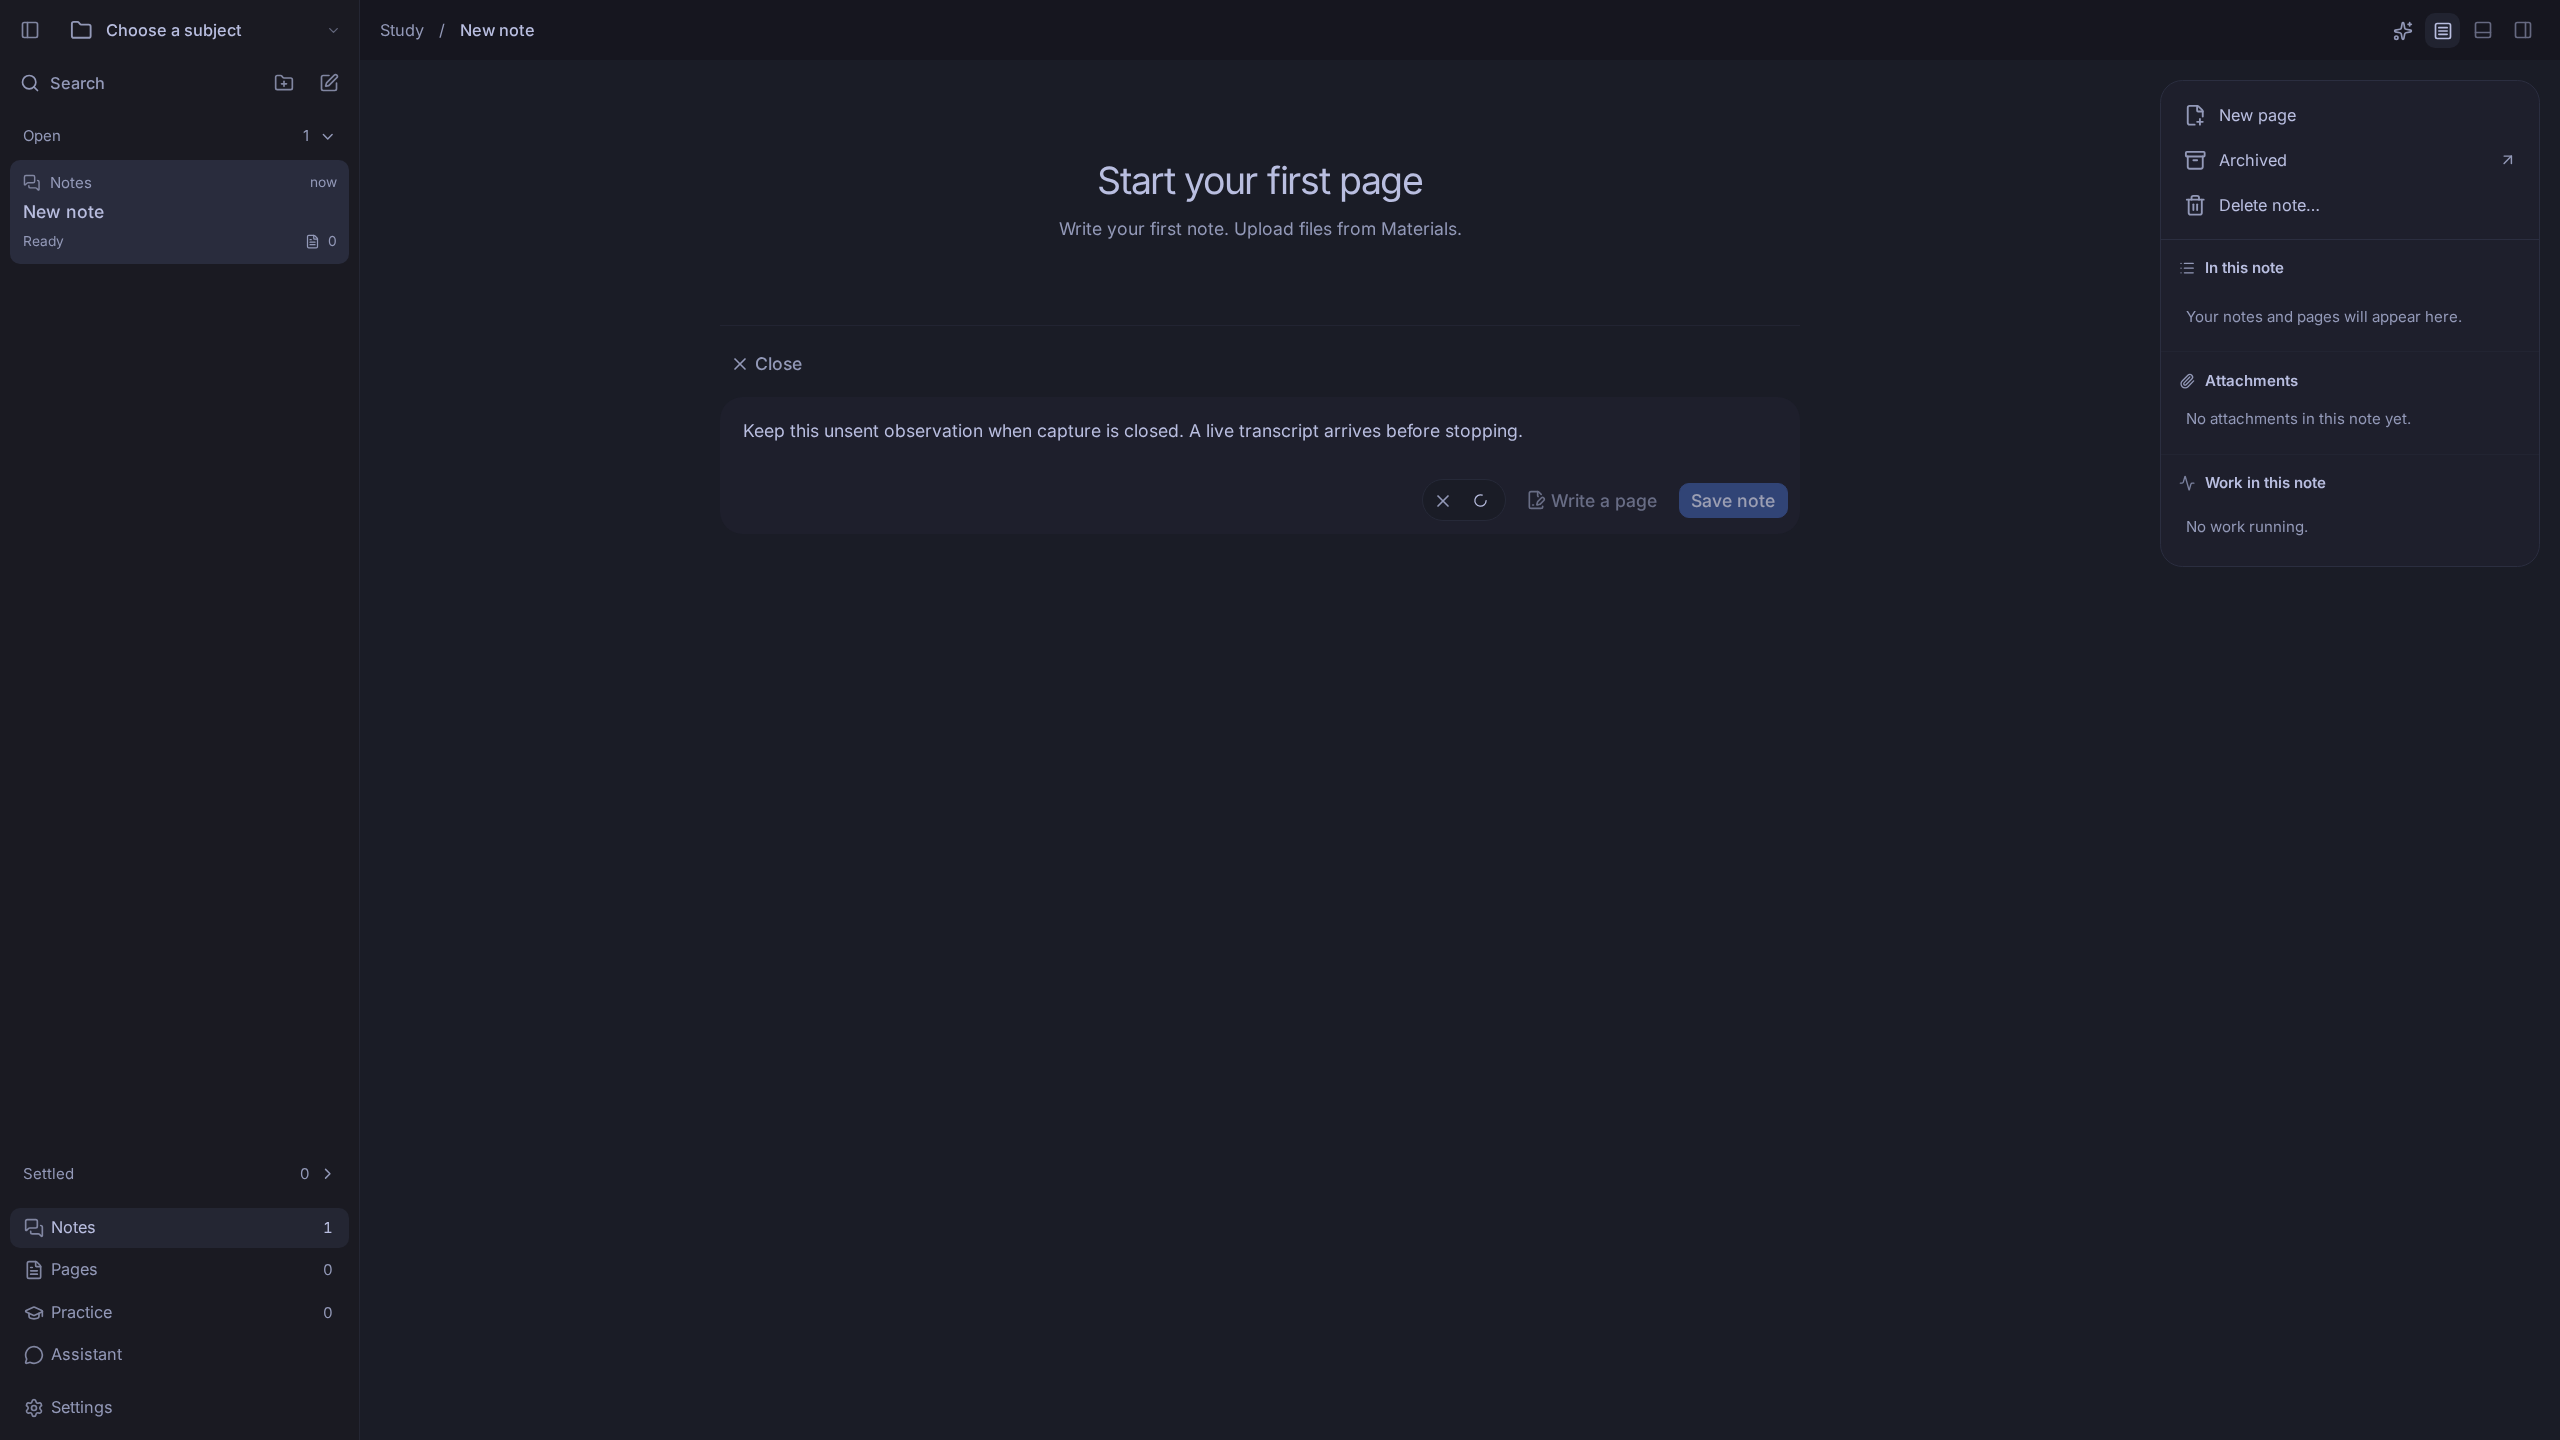 Choose a subject
Search
Open 1
Notes now
New note
Ready 0
Settled 0
Notes 1
Pages 0
Practice 0
Assistant
Settings
Study / New note
Start your first page
Write your first note. Upload files from Materials.
Close
Keep this unsent observation when capture is closed. A live transcript arrives before stopping.
Write a page
Save note
New page
Archived
Delete note...
In this note
Your notes and pages will appear here.
Attachments
No attachments in this note yet.
Work in this note
No work running.